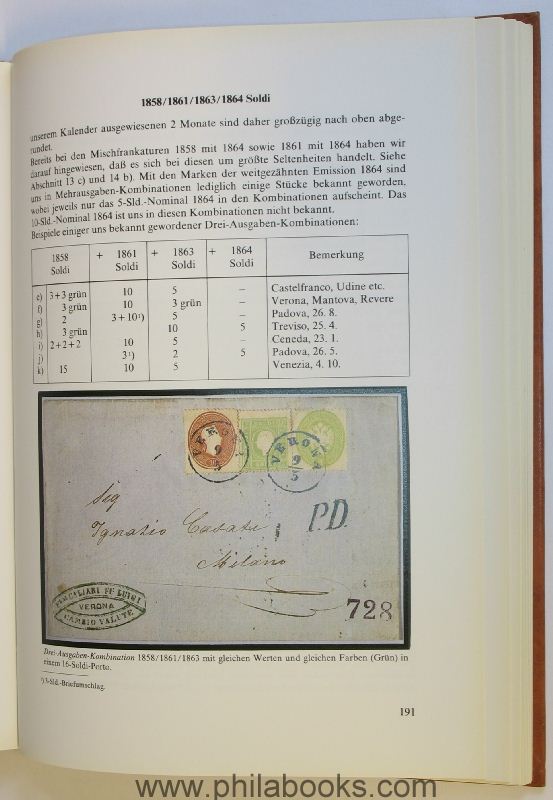 1858/1861/1863/1864 Soldi
unserem Kalender ausgewiesenen 2 Monate sind daher großzügig nach oben abge-
rundet.
Bereits bei den Mischfrankaturen 1858 mit 1864 sowie 1861 mit 1864 haben wir
darauf hingewiesen, daß es sich bei diesen um größte Seltenheiten handelt. Siehe
Abschnitt 13 c) und 14 b). Mit den Marken der weitgezähnten Emission 1864 sind
uns in Mehrausgaben-Kombinationen lediglich einige Stücke bekannt geworden,
wobei jeweils nur das 5-Sld.-Nominal 1864 in den Kombinationen aufscheint. Das
10-Sld.-Nominal 1864 ist uns in diesen Kombinationen nicht bekannt.
Beispiele einiger uns bekannt gewordener Drei-Ausgaben-Kombinationen:
1858 + 1861 + 1863 + 1864 Bemerkung
Soldi Soldi Soldi Soldi
e) 3+3 grün 10 5 – Castelfranco, Udine etc.
f) 3 grün 10 3 grün – Verona, Mantova, Revere
g) 2 3+10¹) 5 – Padova, 26. 8.
h) 3 grün 10 5 Treviso, 25. 4.
i) 2+2+2 10 5 – Ceneda, 23. 1.
j) 3¹) 2 5 Padova, 26. 5.
k) 15 10 5 Venezia, 4. 10.
VERONA
9
VERONA
9
5
P.D.
Sig
Ignazio Casati
Milano
VERONA
CAMBIO VALUTE
728
Drei-Ausgaben-Kombination 1858/1861/1863 mit gleichen Werten und gleichen Farben (Grün) in
einem 16-Soldi-Porto.
¹) 3-Sld.-Briefumschlag.
191
www.philabooks.com